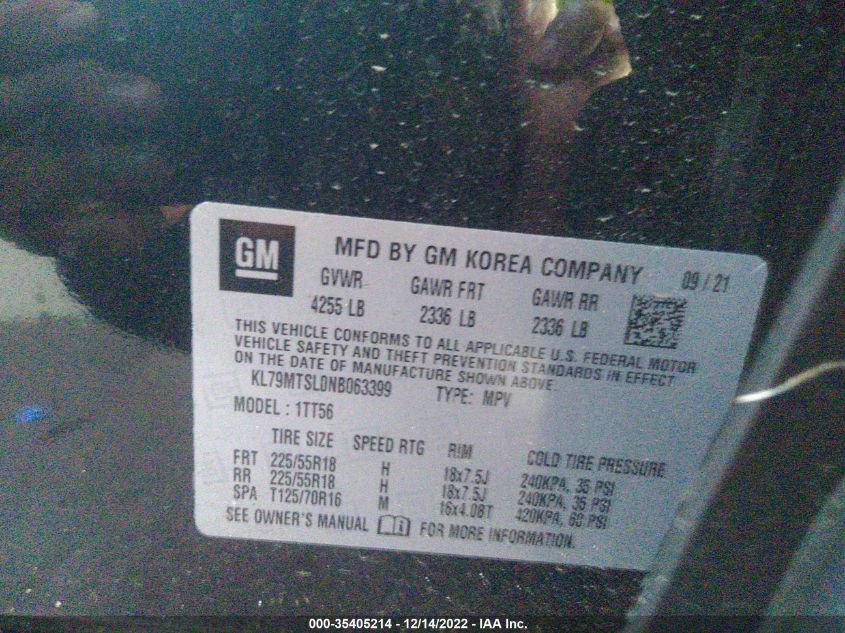 GM
MFD BY GM KOREA COMPANY 09/21
GVWR GAWR FRT GAWR RR
4255 LB 2336 LB 2336 LB
THIS VEHICLE CONFORMS TO ALL APPLICABLE U.S. FEDERAL MOTOR
VEHICLE SAFETY AND THEFT PREVENTION STANDARDS IN EFFECT
ON THE DATE OF MANUFACTURE SHOWN ABOVE.
KL79MTSL0NB063399 TYPE: MPV
MODEL: 1TT56
TIRE SIZE SPEED RTG RIM COLD TIRE PRESSURE
FRT 225/55R18 H 18x7.5J 240KPA, 35 PSI
RR 225/55R18 H 18x7.5J 240KPA, 35 PSI
SPA T125/70R16 M 16x4.0BT 420KPA, 60 PSI
SEE OWNER'S MANUAL FOR MORE INFORMATION.
000-35405214 - 12/14/2022 - IAA Inc.